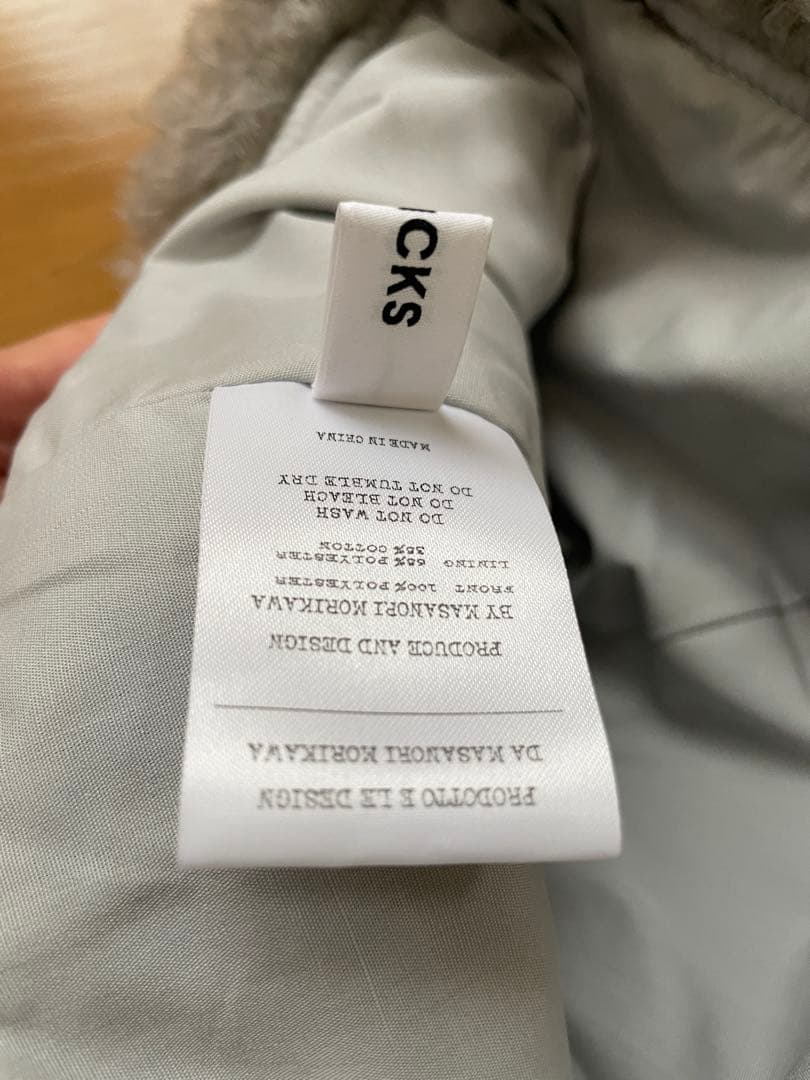 PRODOTTO E LE DESIGN
DA MASANORI MORIKAWA
PRODUCE AND DESIGN
BY MASANORI MORIKAWA
FRONT 100% POLYESTER
LINING 65% POLYESTER
35% COTTON
DO NOT WASH
DO NOT BLEACH
DO NOT TUMBLE DRY
MADE IN CHINA
CKS